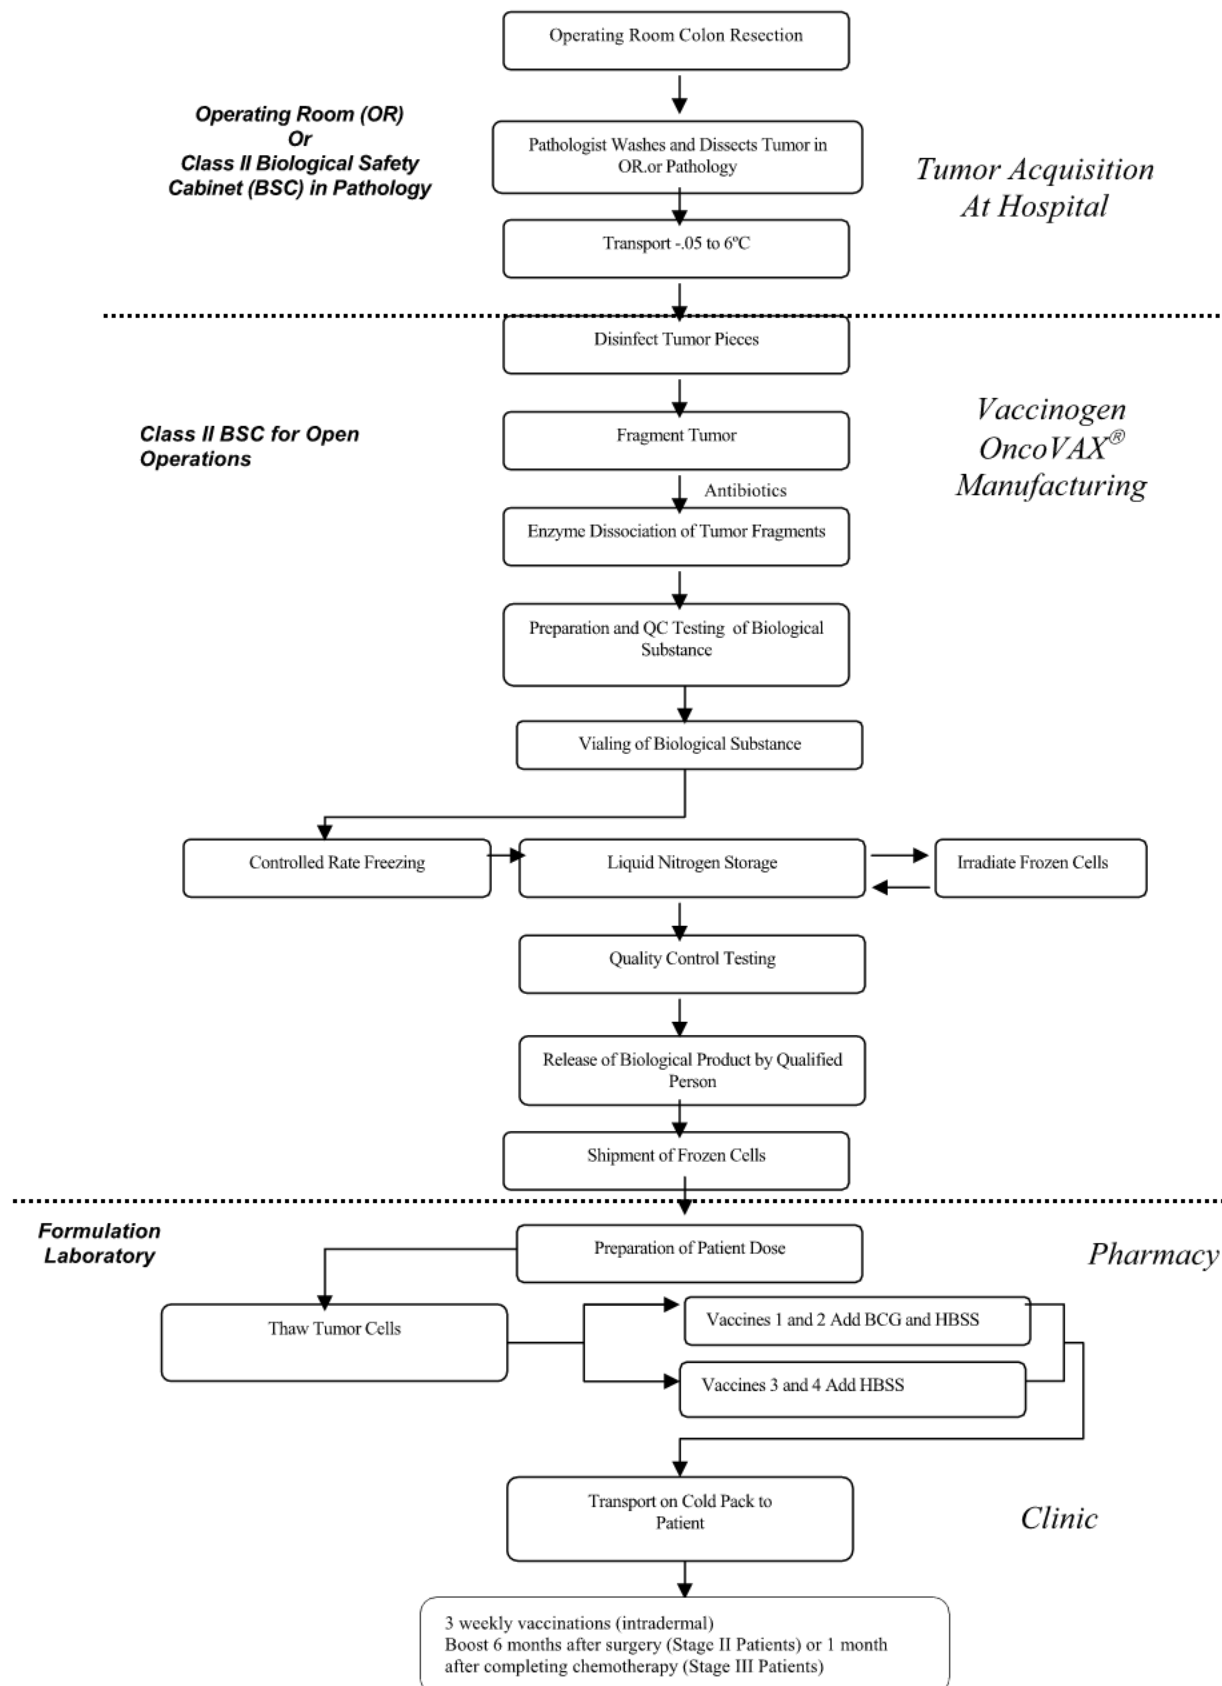 Operating Room Colon Resection
Operating Room (OR)
Or
Class II Biological Safety
Cabinet (BSC) in Pathology
Pathologist Washes and Dissects Tumor in
OR.or Pathology
Tumor Acquisition
At Hospital
Transport -.05 to 6ºC
Disinfect Tumor Pieces
Class II BSC for Open
Operations
Fragment Tumor
Vaccinogen
OncoVAX®
Manufacturing
Antibiotics
Enzyme Dissociation of Tumor Fragments
Preparation and QC Testing of Biological
Substance
Vialing of Biological Substance
Controlled Rate Freezing
Liquid Nitrogen Storage
Irradiate Frozen Cells
Quality Control Testing
Release of Biological Product by Qualified
Person
Shipment of Frozen Cells
Formulation
Laboratory
Preparation of Patient Dose
Pharmacy
Thaw Tumor Cells
Vaccines 1 and 2 Add BCG and HBSS
Vaccines 3 and 4 Add HBSS
Transport on Cold Pack to
Patient
Clinic
3 weekly vaccinations (intradermal)
Boost 6 months after surgery (Stage II Patients) or 1 month
after completing chemotherapy (Stage III Patients)